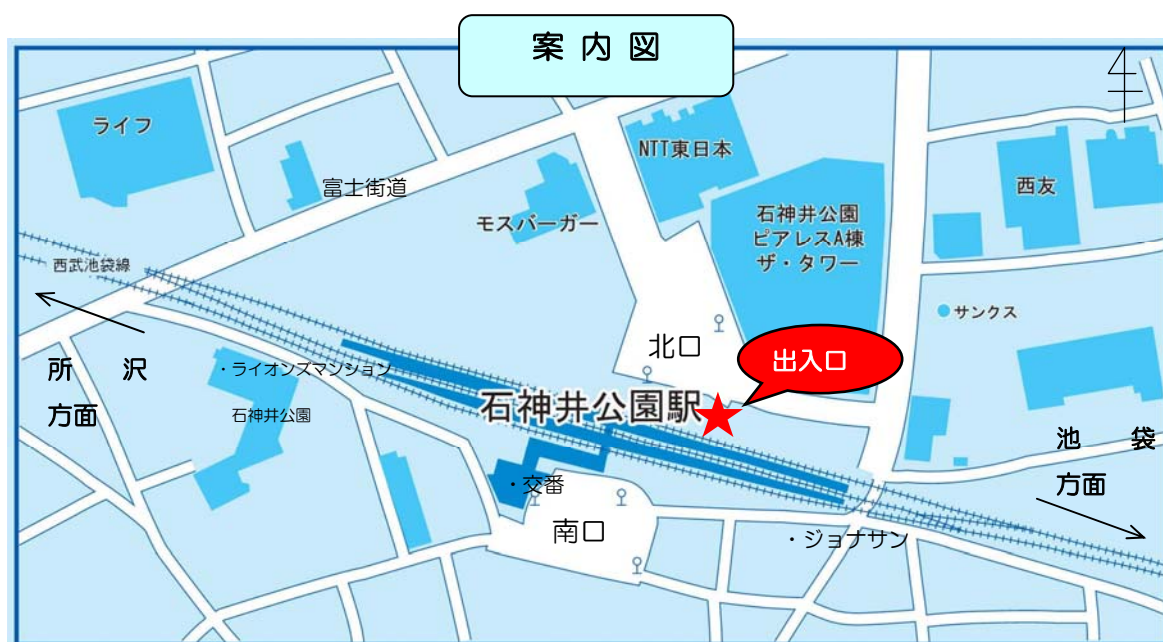 案 内 図
ライフ
富士街道
モスバーガー
NTT東日本
石神井公園
ピアレスA棟
ザ・タワー
西友
西武池袋線
サンクス
所 沢
方面
・ライオンズマンション
石神井公園
北口
出入口
石神井公園駅
池 袋
方面
・交番
南口
・ジョナサン